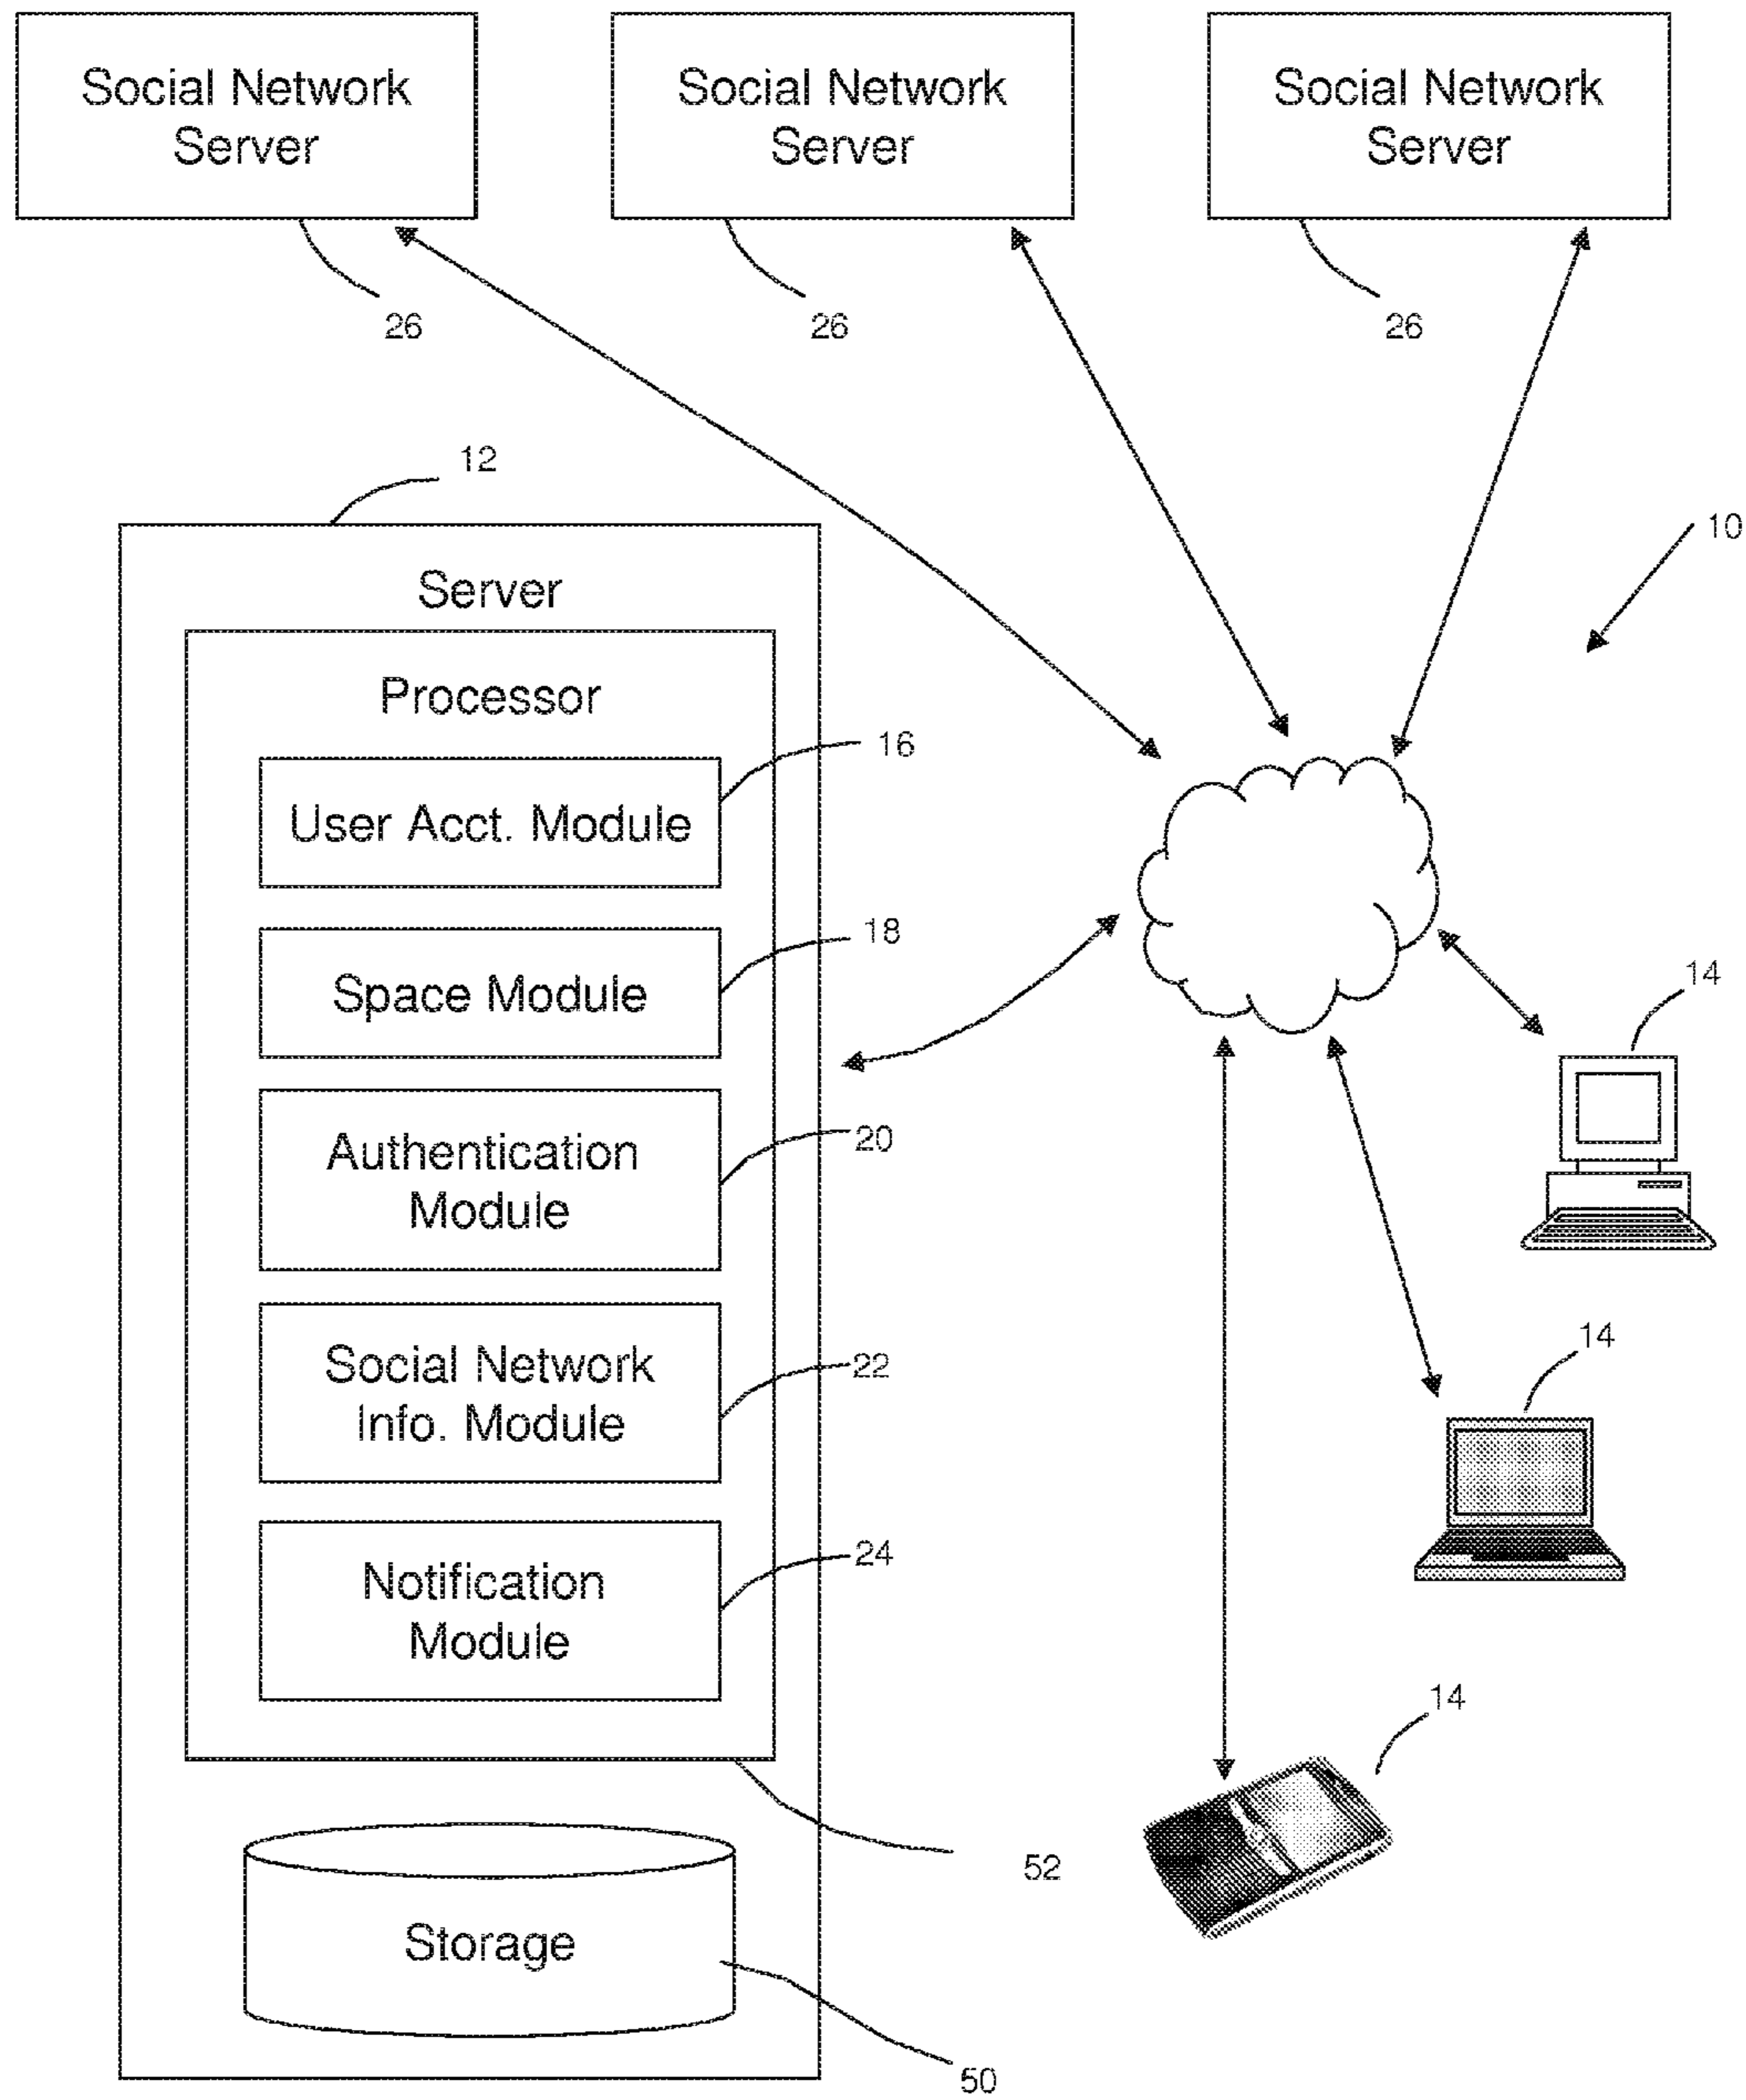 Social Network
Server
Social Network
Server
Social Network
Server
26
26
26
12
10
Server
Processor
16
User Acct. Module
18
Space Module
14
20
Authentication
Module
22
Social Network
Info. Module
14
24
Notification
Module
14
52
Storage
50